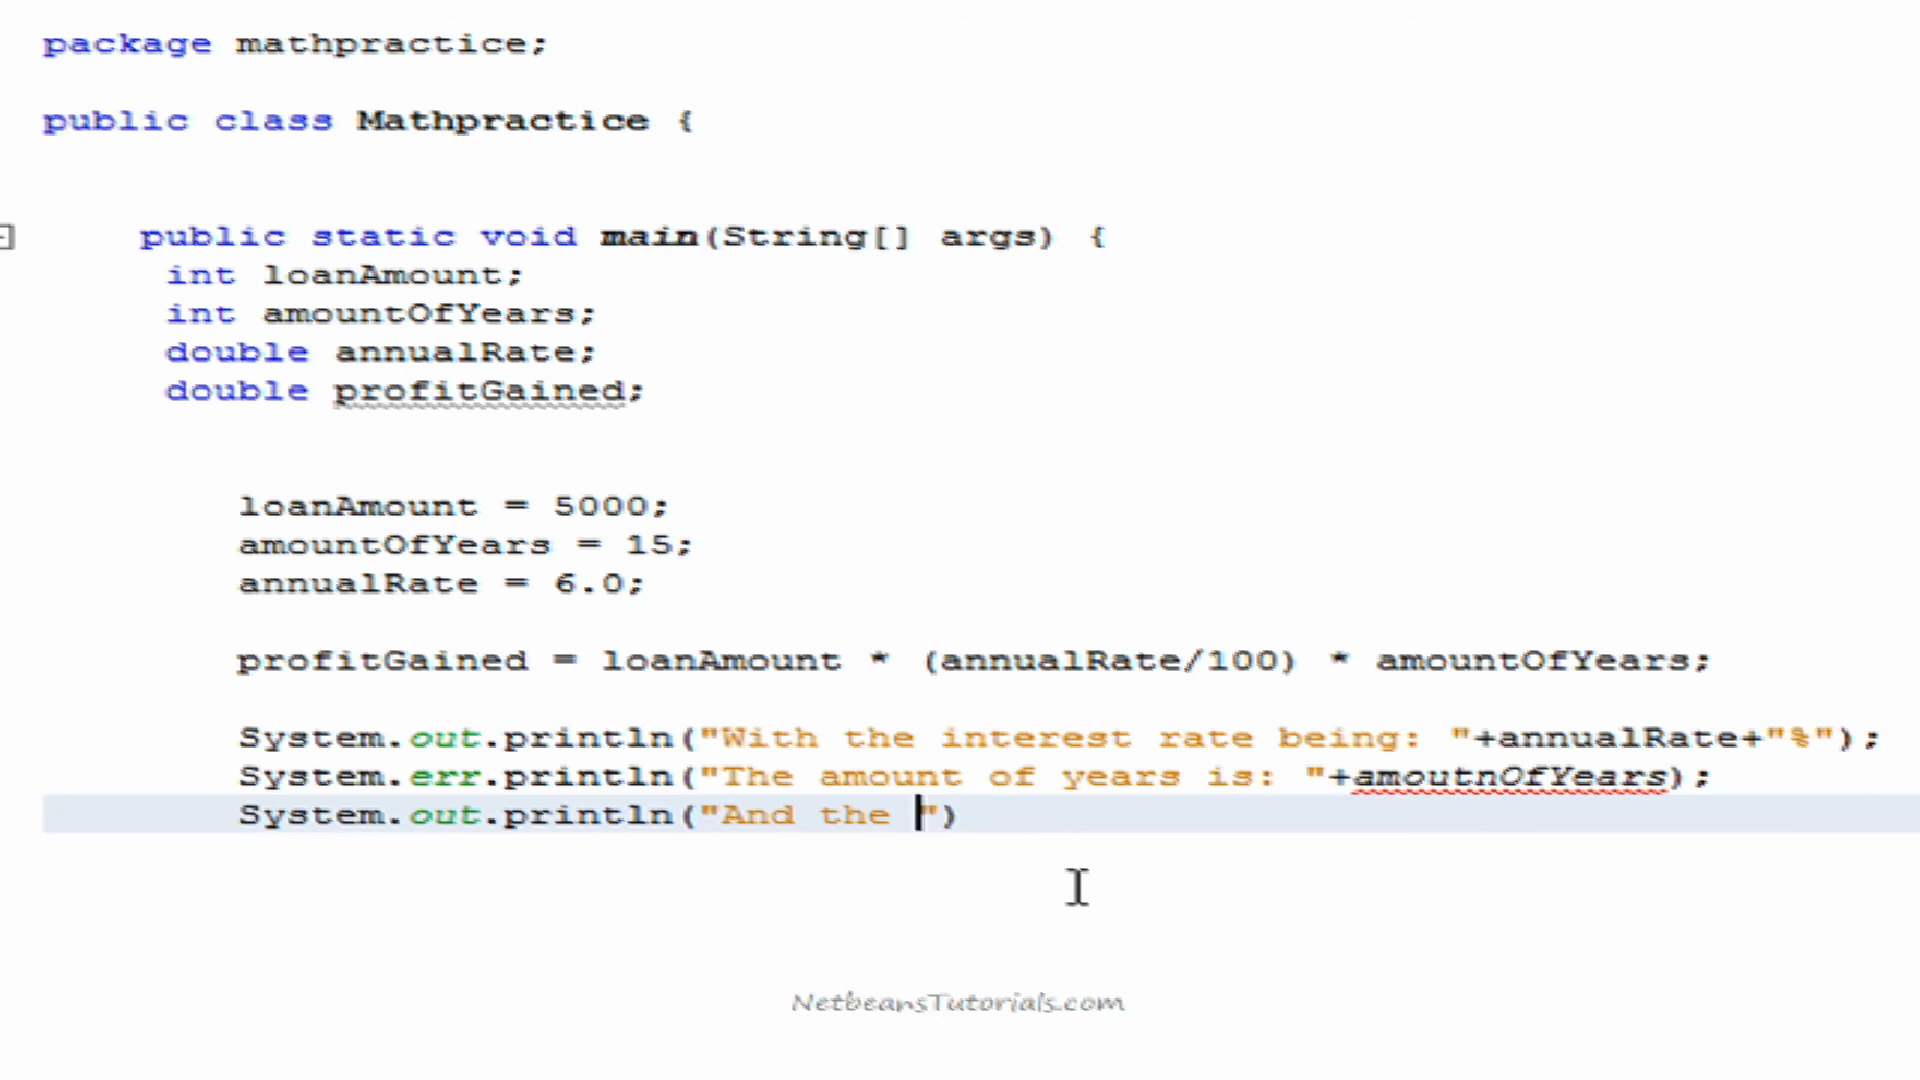 package mathpractice;
public class Mathpractice {
public static void main(String[] args) {
int loanAmount;
int amountOfYears;
double annualRate;
double profitGained;
loanAmount = 5000;
amountOfYears = 15;
annualRate = 6.0;
profitGained = loanAmount * (annualRate/100) * amountOfYears;
System.out.println("With the interest rate being: "+annualRate+"%");
System.err.println("The amount of years is: "+amoutnOfYears);
System.out.println("And the ")
NetbeansTutorials.com